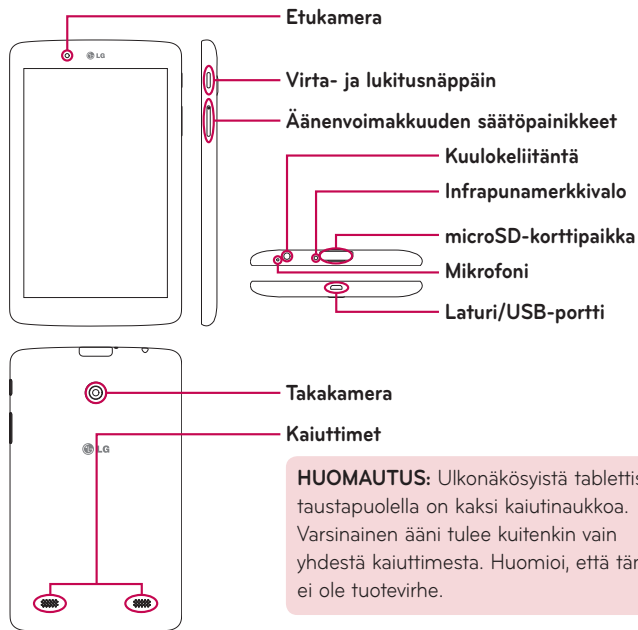 Etukamera
LG
Virta- ja lukitusnäppäin
Äänenvoimakkuuden säätöpainikkeet
Kuulokeliitäntä
Infrapunamerkkivalo
microSD-korttipaikka
Mikrofoni
Laturi/USB-portti
Takakamera
Kaiuttimet
LG
HUOMAUTUS: Ulkonäkösyistä
taustapuolella on kaksi kaiutinaukkoa.
Varsinainen ääni tulee kuitenkin vain
yhdestä kaiuttimesta. Huomioi, että
ei ole tuotevirhe.